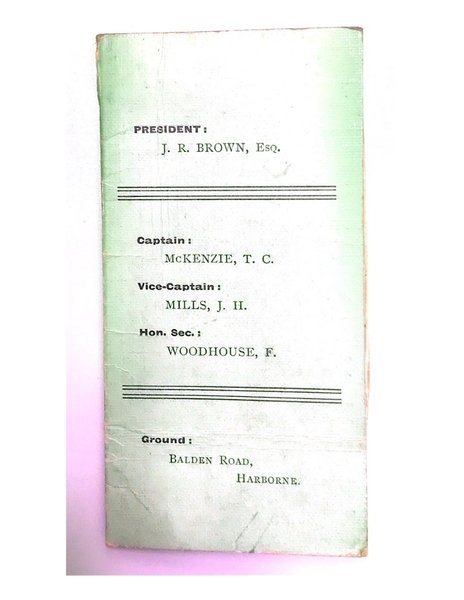 PRESIDENT:
J. R. BROWN, Esq.
Captain:
McKENZIE, T. C.
Vice-Captain:
MILLS, J. H.
Hon. Sec.:
WOODHOUSE, F.
Ground:
Balden Road,
Harborne.